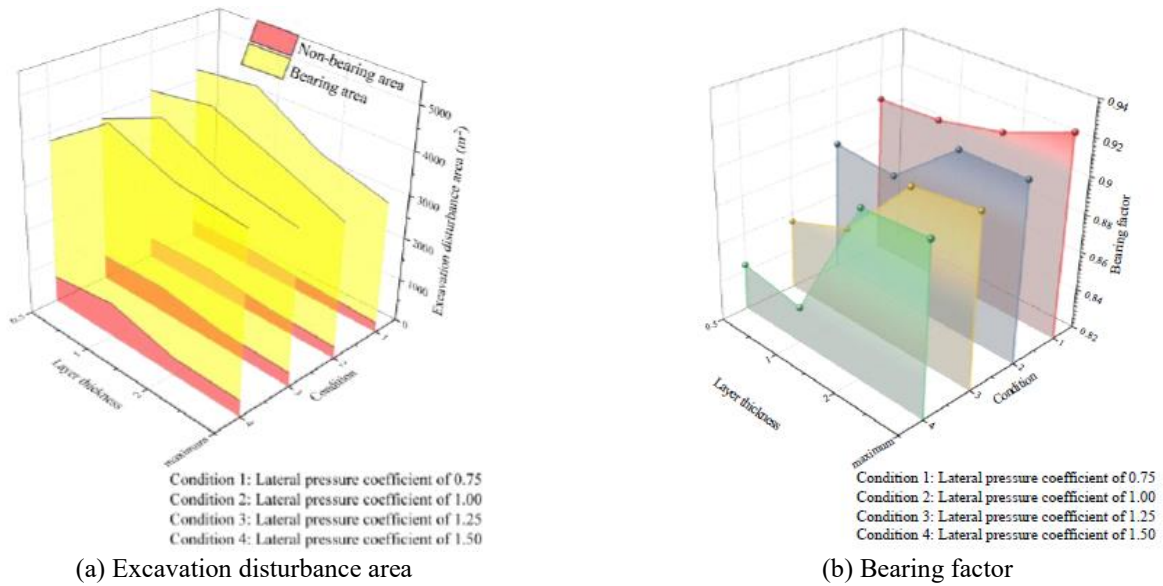 Non-bearing area
Bearing area
5000
4000
3000
2000
1000
0
Excavation disturbance area (m²)
0.5
1
2
maximum
Layer thickness
4
3
2
1
Condition
Condition 1: Lateral pressure coefficient of 0.75
Condition 2: Lateral pressure coefficient of 1.00
Condition 3: Lateral pressure coefficient of 1.25
Condition 4: Lateral pressure coefficient of 1.50
(a) Excavation disturbance area
0.94
0.92
0.9
0.88
0.86
0.84
0.82
Bearing factor
0.5
1
2
maximum
Layer thickness
4
3
2
1
Condition
Condition 1: Lateral pressure coefficient of 0.75
Condition 2: Lateral pressure coefficient of 1.00
Condition 3: Lateral pressure coefficient of 1.25
Condition 4: Lateral pressure coefficient of 1.50
(b) Bearing factor